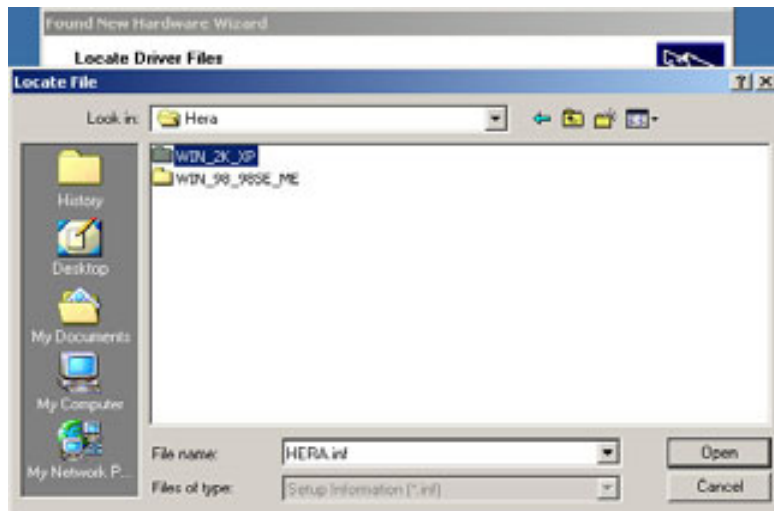 Found New Hardware Wizard
Locate Driver Files
Locate File
Look in: Hera
WIN_2K_XP
WIN_98_98SE_ME
History
Desktop
My Documents
My Computer
My Network P...
File name: HERA.inf Open
Files of type: Setup Information (*.inf) Cancel